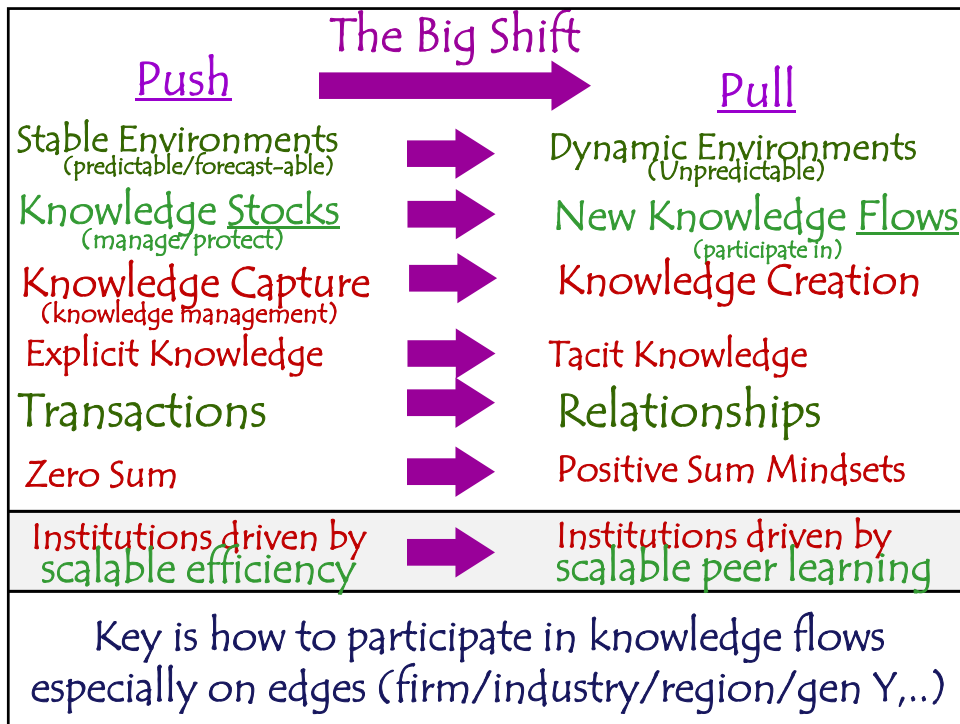 The Big Shift
Push
Pull
Stable Environments
(predictable/forecast-able)
Dynamic Environments
(Unpredictable)
Knowledge Stocks
(manage/protect)
New Knowledge Flows
(participate in)
Knowledge Capture
(knowledge management)
Knowledge Creation
Explicit Knowledge
Tacit Knowledge
Transactions
Relationships
Zero Sum
Positive Sum Mindsets
Institutions driven by
scalable efficiency
Institutions driven by
scalable peer learning
Key is how to participate in knowledge flows
especially on edges (firm/industry/region/gen Y,..)